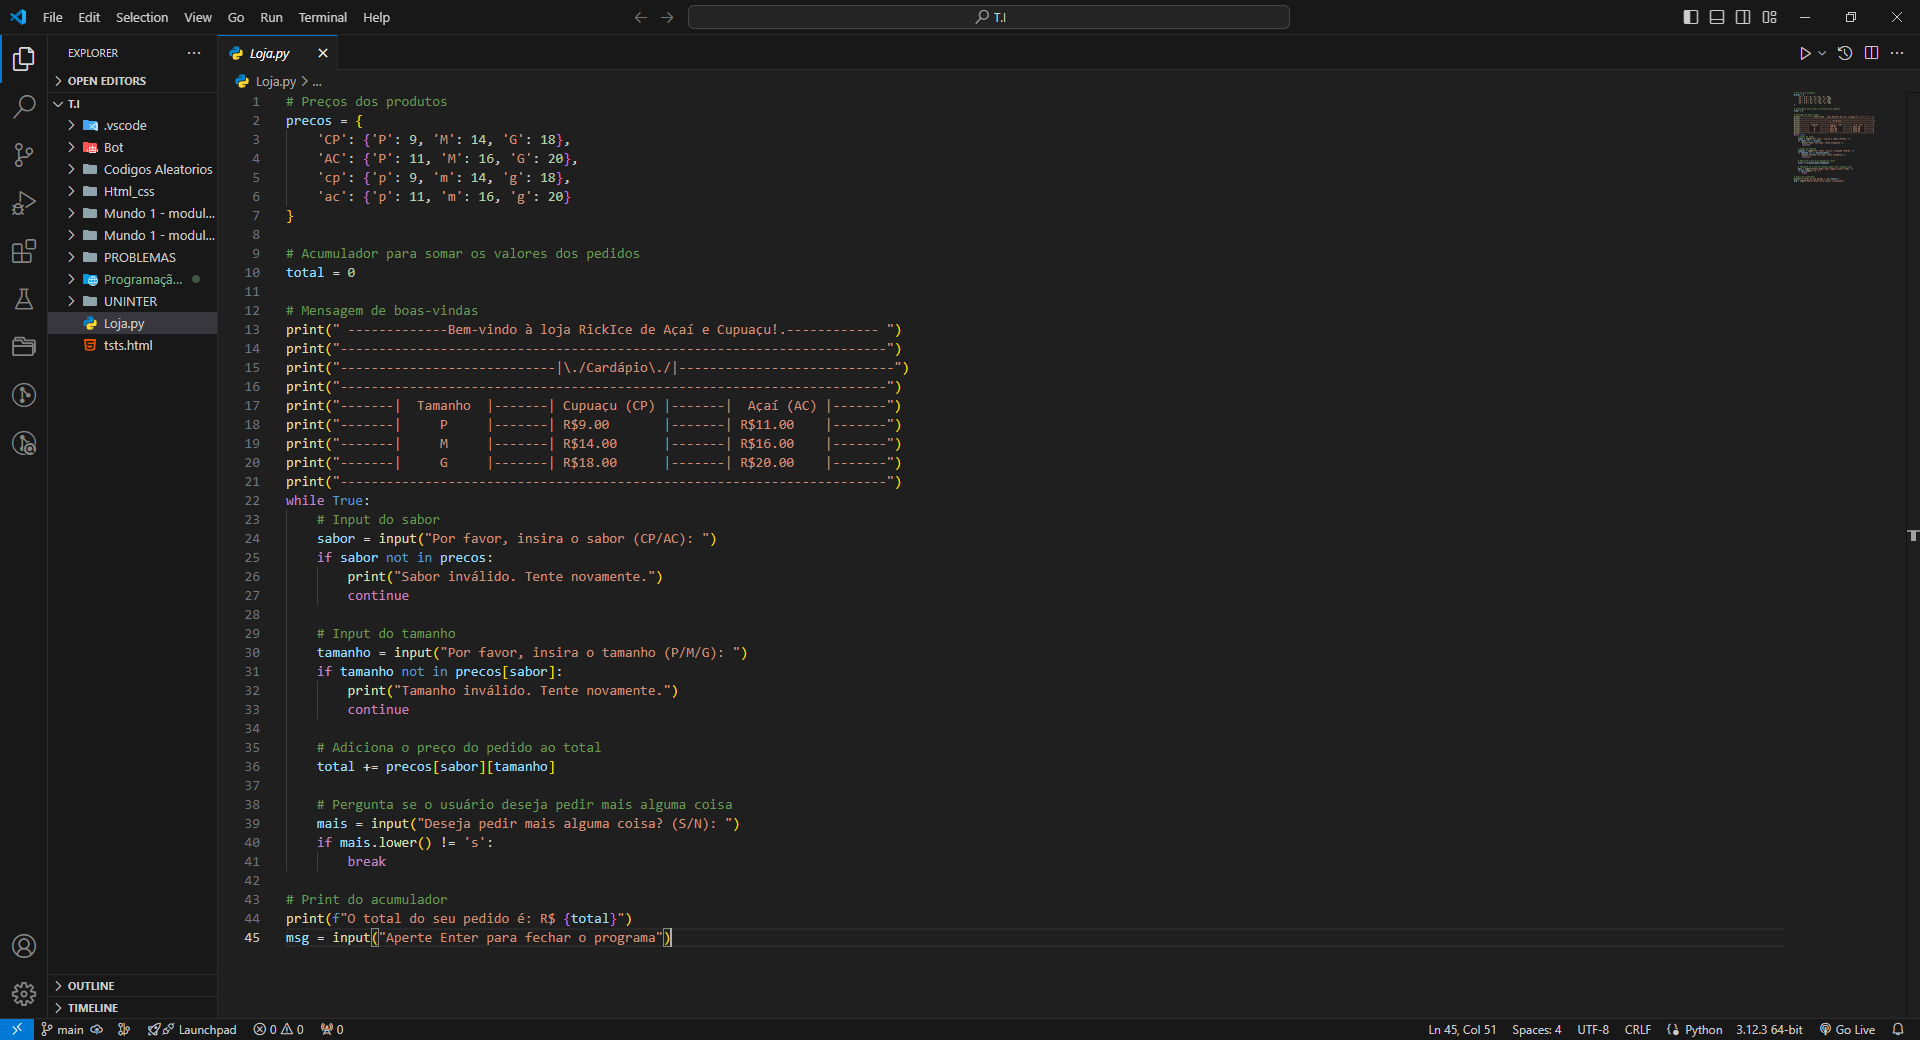 File Edit Selection View Go Run Terminal Help
T.I
EXPLORER
OPEN EDITORS
T.I
.vscode
Bot
Codigos Aleatorios
Html_css
Mundo 1 - modul...
Mundo 1 - modul...
PROBLEMAS
Programaçã...
UNINTER
Loja.py
tsts.html
OUTLINE
TIMELINE
Loja.py
Loja.py > ...
1 # Preços dos produtos
2 precos = {
3     'CP': {'P': 9, 'M': 14, 'G': 18},
4     'AC': {'P': 11, 'M': 16, 'G': 20},
5     'cp': {'p': 9, 'm': 14, 'g': 18},
6     'ac': {'p': 11, 'm': 16, 'g': 20}
7 }
8
9 # Acumulador para somar os valores dos pedidos
10 total = 0
11
12 # Mensagem de boas-vindas
13 print(" -------------Bem-vindo à loja RickIce de Açaí e Cupuaçu!.------------ ")
14 print("-----------------------------------------------------------------------")
15 print("----------------------------|\./Cardápio\./|----------------------------")
16 print("-----------------------------------------------------------------------")
17 print("-------|  Tamanho  |-------| Cupuaçu (CP) |-------|  Açaí (AC) |-------")
18 print("-------|     P     |-------| R$9.00       |-------| R$11.00    |-------")
19 print("-------|     M     |-------| R$14.00      |-------| R$16.00    |-------")
20 print("-------|     G     |-------| R$18.00      |-------| R$20.00    |-------")
21 print("-----------------------------------------------------------------------")
22 while True:
23     # Input do sabor
24     sabor = input("Por favor, insira o sabor (CP/AC): ")
25     if sabor not in precos:
26         print("Sabor inválido. Tente novamente.")
27         continue
28
29     # Input do tamanho
30     tamanho = input("Por favor, insira o tamanho (P/M/G): ")
31     if tamanho not in precos[sabor]:
32         print("Tamanho inválido. Tente novamente.")
33         continue
34
35     # Adiciona o preço do pedido ao total
36     total += precos[sabor][tamanho]
37
38     # Pergunta se o usuário deseja pedir mais alguma coisa
39     mais = input("Deseja pedir mais alguma coisa? (S/N): ")
40     if mais.lower() != 's':
41         break
42
43 # Print do acumulador
44 print(f"O total do seu pedido é: R$ {total}")
45 msg = input("Aperte Enter para fechar o programa")
main Launchpad 0 0 0 Ln 45, Col 51 Spaces: 4 UTF-8 CRLF Python 3.12.3 64-bit Go Live